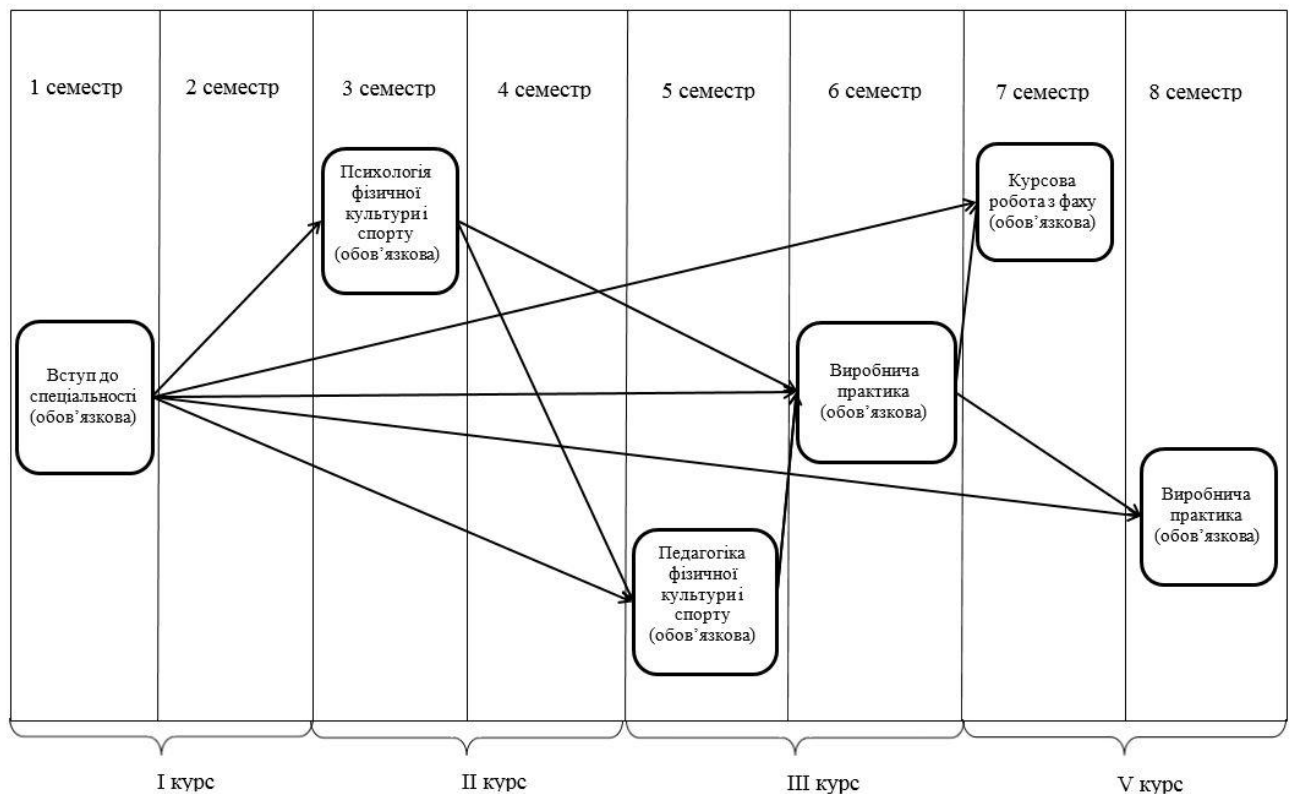 1 семестр
2 семестр
3 семестр
4 семестр
5 семестр
6 семестр
7 семестр
8 семестр
Психологія
фізичної
культури і
спорту
(обов’язкова)
Курсова
робота з фаху
(обов’язкова)
Вступ до
спеціальності
(обов’язкова)
Виробнича
практика
(обов’язкова)
Виробнича
практика
(обов’язкова)
Педагогіка
фізичної
культури і
спорту
(обов’язкова)
І курс
ІІ курс
ІІІ курс
V курс